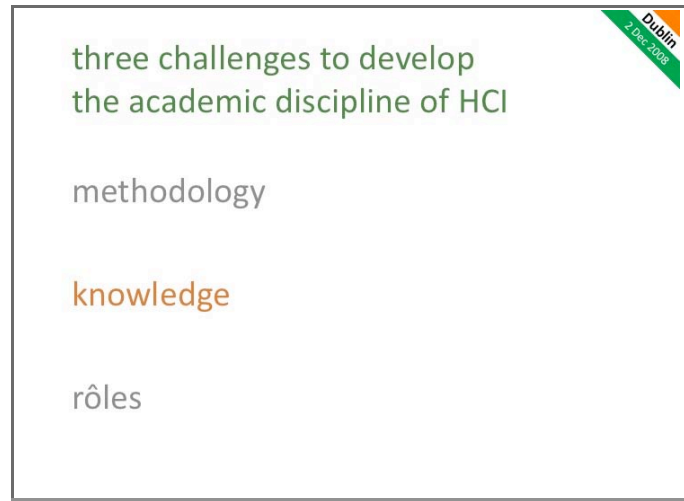 Dublin
2 Dec 2008
three challenges to develop
the academic discipline of HCI
methodology
knowledge
rôles